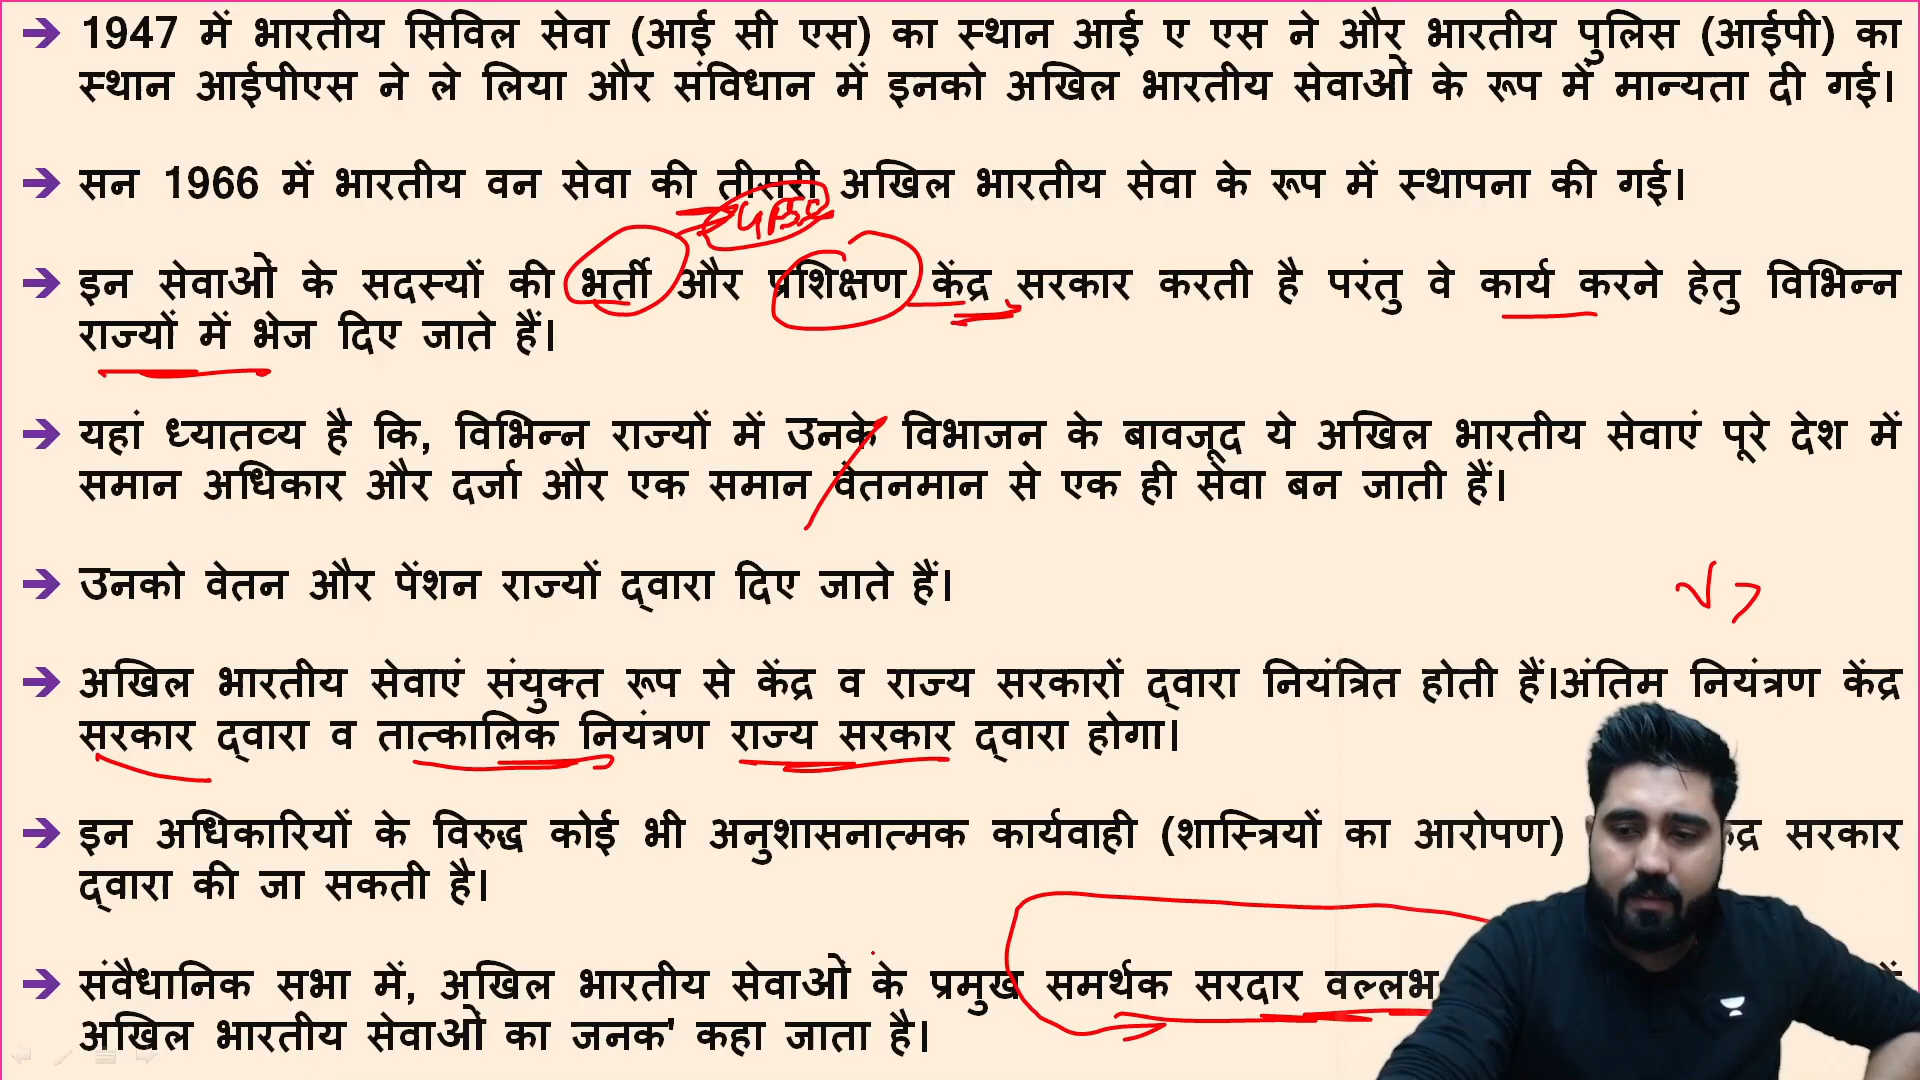 ➔ 1947 में भारतीय सिविल सेवा (आई सी एस) का स्थान आई ए एस ने और भारतीय पुलिस (आईपी) का
स्थान आईपीएस ने ले लिया और संविधान में इनको अखिल भारतीय सेवाओं के रूप में मान्यता दी गई।
➔ सन 1966 में भारतीय वन सेवा की तीसरी अखिल भारतीय सेवा के रूप में स्थापना की गई।
UPSC
➔ इन सेवाओं के सदस्यों की भर्ती और प्रशिक्षण केंद्र सरकार करती है परंतु वे कार्य करने हेतु विभिन्न
राज्यों में भेज दिए जाते हैं।
➔ यहां ध्यातव्य है कि, विभिन्न राज्यों में उनके विभाजन के बावजूद ये अखिल भारतीय सेवाएं पूरे देश में
समान अधिकार और दर्जा और एक समान वेतनमान से एक ही सेवा बन जाती हैं।
➔ उनको वेतन और पेंशन राज्यों द्वारा दिए जाते हैं।
➔ अखिल भारतीय सेवाएं संयुक्त रूप से केंद्र व राज्य सरकारों द्वारा नियंत्रित होती हैं।अंतिम नियंत्रण केंद्र
सरकार द्वारा व तात्कालिक नियंत्रण राज्य सरकार द्वारा होगा।
➔ इन अधिकारियों के विरुद्ध कोई भी अनुशासनात्मक कार्यवाही (शास्त्रियों का आरोपण) सरकार
द्वारा की जा सकती है।
➔ संवैधानिक सभा में, अखिल भारतीय सेवाओं के प्रमुख समर्थक सरदार वल्लभ
अखिल भारतीय सेवाओं का जनक' कहा जाता है।